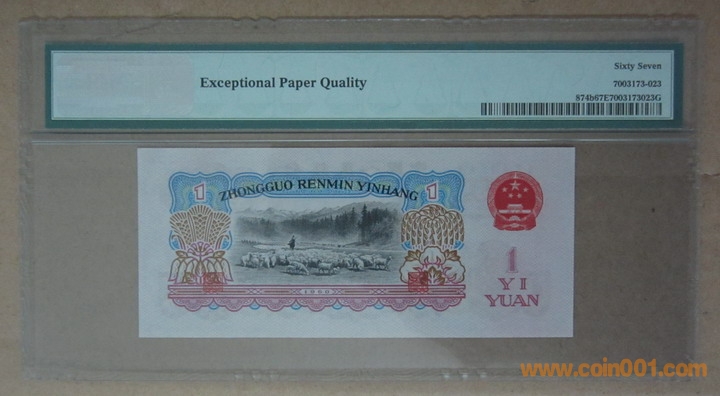 Sixty Seven
Exceptional Paper Quality
7003173-023
874b67E7003173023G
ZHONGGUO RENMIN YINHANG
1
1
1
YI
YUAN
1960
www.coin001.com